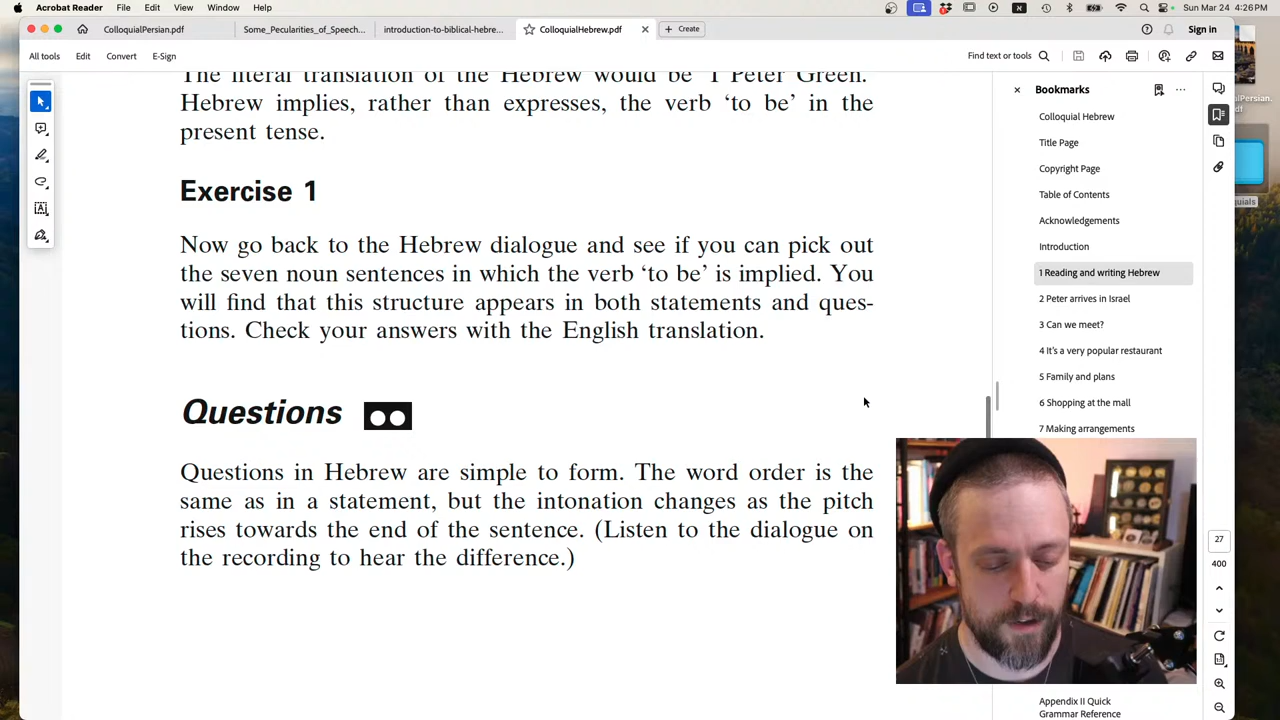 Acrobat Reader File Edit View Window Help
Sun Mar 24 4:26 PM
ColloquialPersian.pdf
Some_Pecularities_of_Speech...
introduction-to-biblical-hebre...
ColloquialHebrew.pdf
Create
Sign in
All tools Edit Convert E-Sign
Find text or tools
The literal translation of the Hebrew would be 'I Peter Green.'
Hebrew implies, rather than expresses, the verb ‘to be’ in the
present tense.
Exercise 1
Now go back to the Hebrew dialogue and see if you can pick out
the seven noun sentences in which the verb ‘to be’ is implied. You
will find that this structure appears in both statements and ques-
tions. Check your answers with the English translation.
Questions
Questions in Hebrew are simple to form. The word order is the
same as in a statement, but the intonation changes as the pitch
rises towards the end of the sentence. (Listen to the dialogue on
the recording to hear the difference.)
Bookmarks
Colloquial Hebrew
Title Page
Copyright Page
Table of Contents
Acknowledgements
Introduction
1 Reading and writing Hebrew
2 Peter arrives in Israel
3 Can we meet?
4 It's a very popular restaurant
5 Family and plans
6 Shopping at the mall
7 Making arrangements
Appendix II Quick
Grammar Reference
27
400